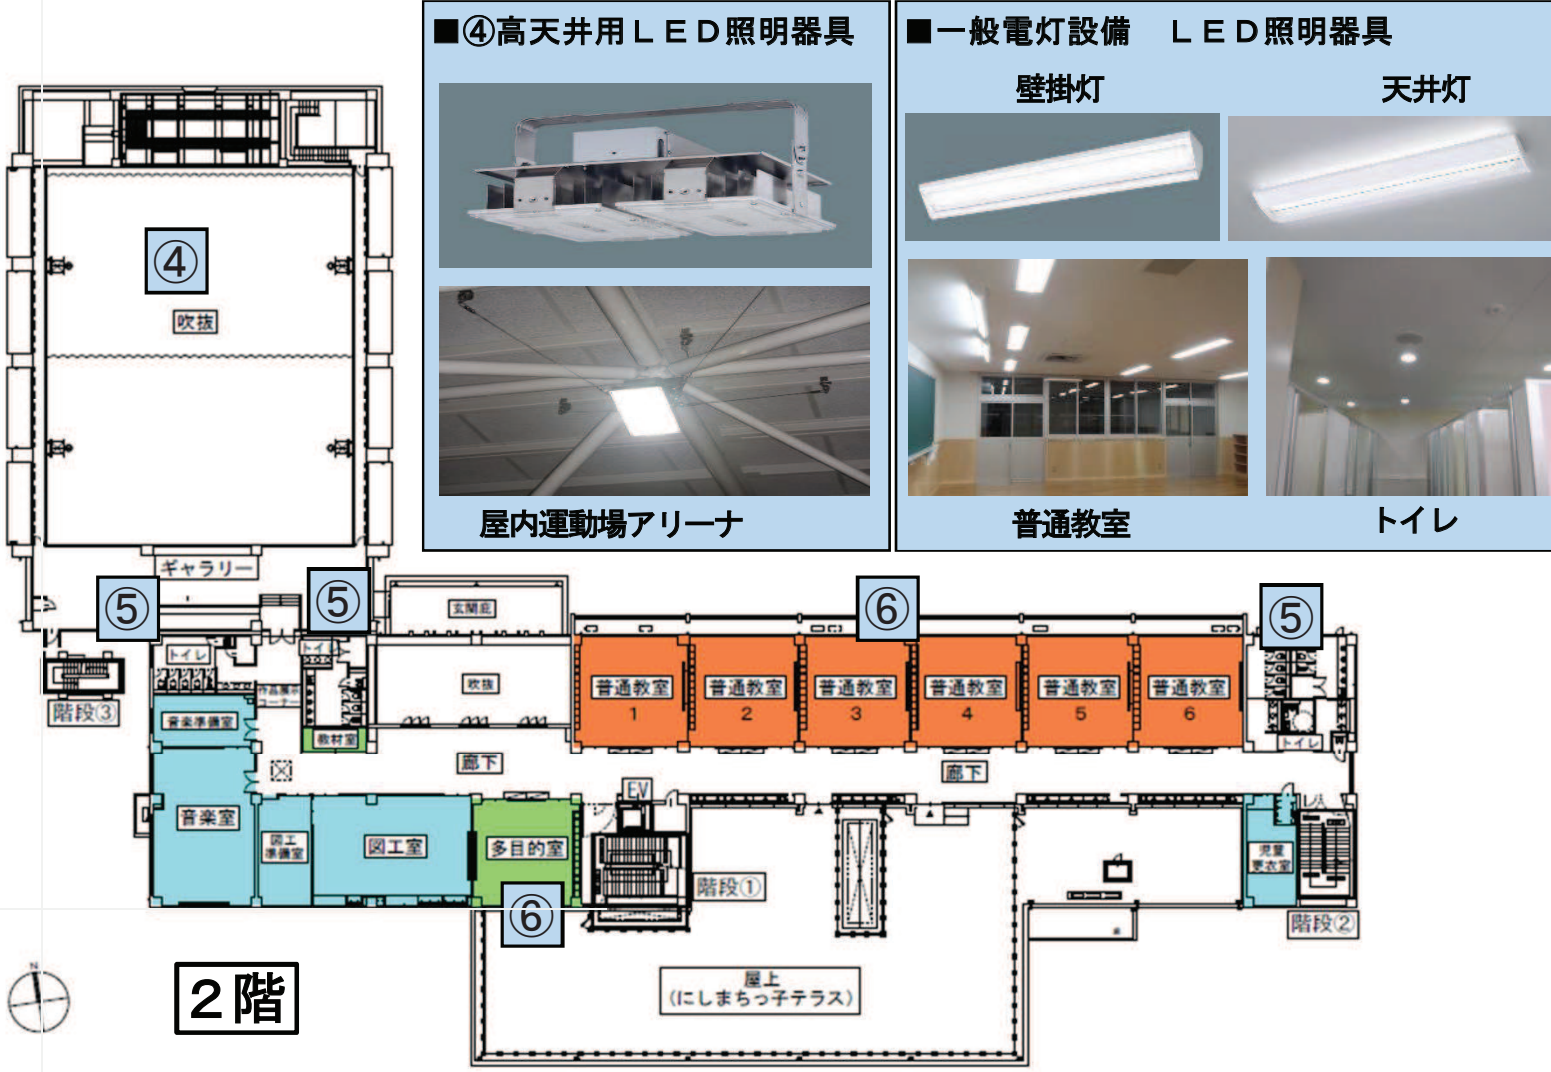 ■④高天井用ＬＥＤ照明器具
屋内運動場アリーナ
■一般電灯設備　ＬＥＤ照明器具
壁掛灯
天井灯
普通教室
トイレ
④
吹抜
ギャラリー
⑤
⑤
⑥
⑤
玄関庇
トイレ
トイレ
作品展示
コーナー
吹抜
階段③
音楽準備室
教材室
普通教室
1
普通教室
2
普通教室
3
普通教室
4
普通教室
5
普通教室
6
トイレ
廊下
廊下
EV
音楽室
図工
準備室
図工室
多目的室
⑥
階段①
児童
更衣室
階段②
屋上
(にしまちっ子テラス)
N
２階